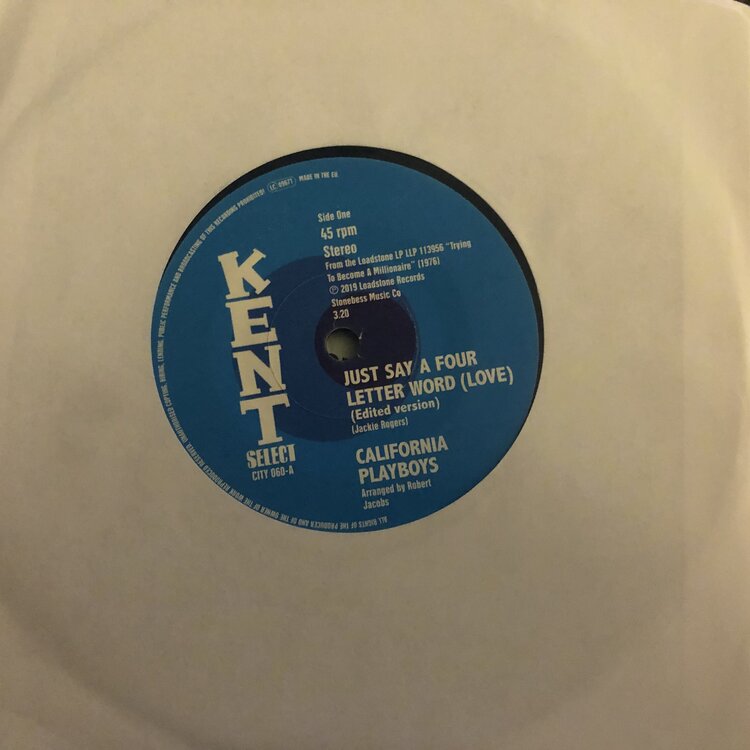 KENT
SELECT
CITY 060-A
Side One
45 rpm
Stereo
From the Loadstone LP LLP 113956 "Trying
To Become A Millionaire" (1976)
℗ 2019 Loadstone Records
Stonebess Music Co
3.20
JUST SAY A FOUR
LETTER WORD (LOVE)
(Edited version)
(Jackie Rogers)
CALIFORNIA
PLAYBOYS
Arranged by Robert
Jacobs
ALL RIGHTS OF THE PRODUCER AND OF THE OWNER OF THE WORK REPRODUCED RESERVED. UNAUTHORISED COPYING, HIRING, LENDING, PUBLIC PERFORMANCE AND BROADCASTING OF THIS RECORDING PROHIBITED! LC 09671 MADE IN THE EU